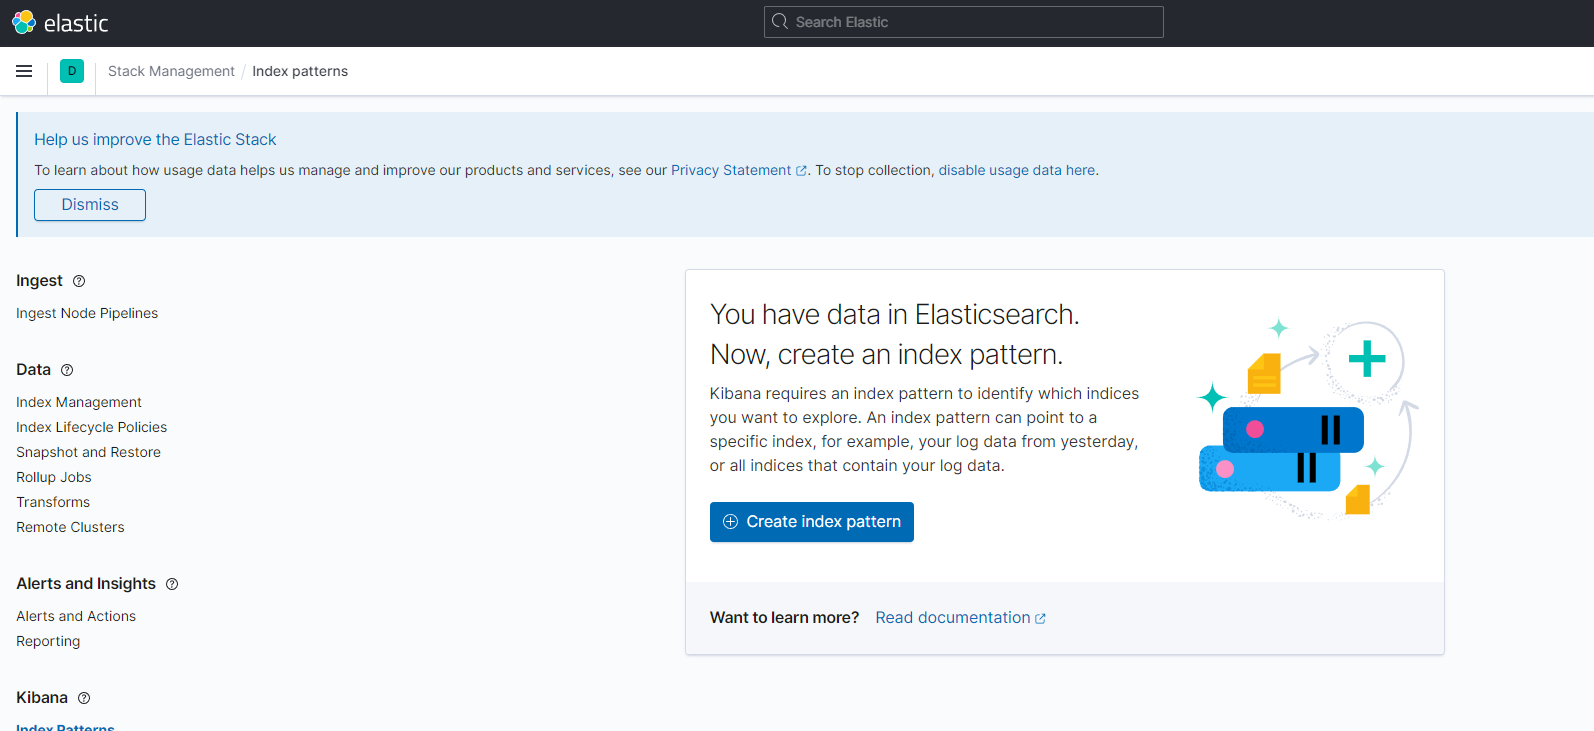 elastic
Search Elastic
D
Stack Management / Index patterns
Help us improve the Elastic Stack
To learn about how usage data helps us manage and improve our products and services, see our Privacy Statement. To stop collection, disable usage data here.
Dismiss
Ingest
Ingest Node Pipelines
Data
Index Management
Index Lifecycle Policies
Snapshot and Restore
Rollup Jobs
Transforms
Remote Clusters
Alerts and Insights
Alerts and Actions
Reporting
Kibana
Index Patterns
You have data in Elasticsearch.
Now, create an index pattern.
Kibana requires an index pattern to identify which indices
you want to explore. An index pattern can point to a
specific index, for example, your log data from yesterday,
or all indices that contain your log data.
Create index pattern
Want to learn more? Read documentation